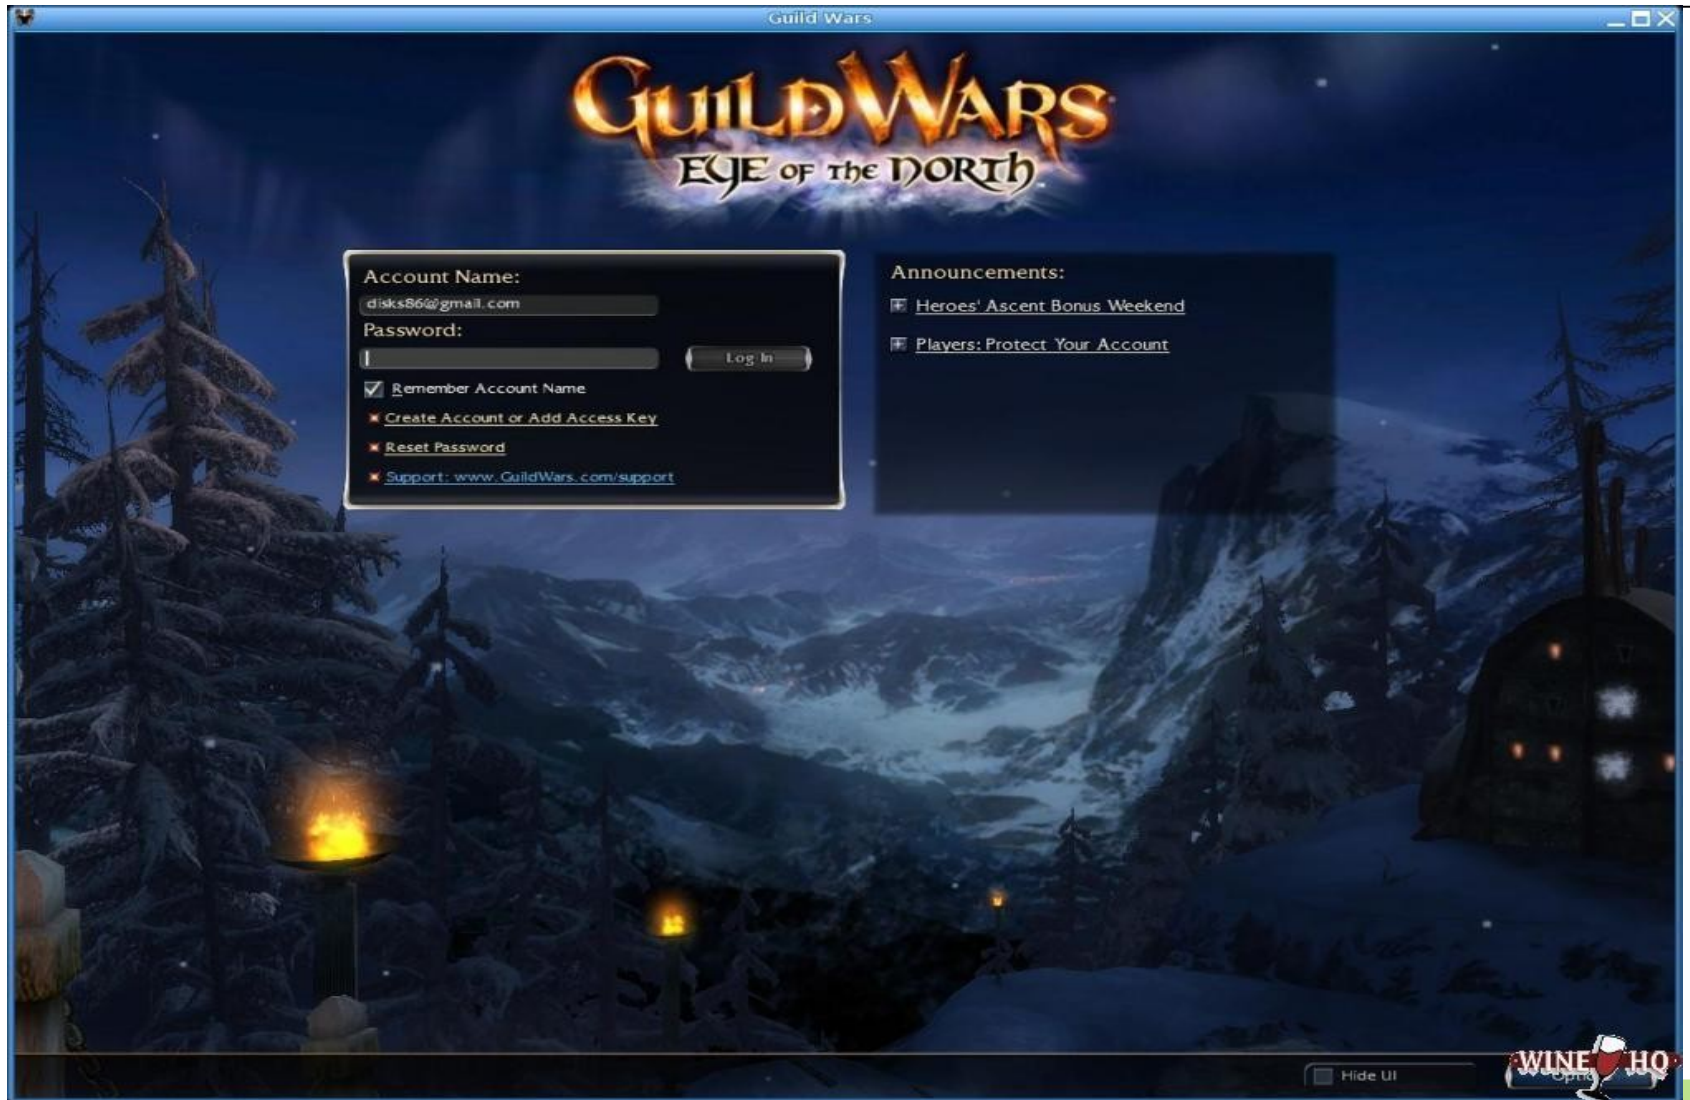 Guild Wars
GUILD WARS
EYE OF THE NORTH
Account Name:
disks86@gmail.com
Password:
Log In
Remember Account Name
Create Account or Add Access Key
Reset Password
Support: www.GuildWars.com/support
Announcements:
Heroes' Ascent Bonus Weekend
Players: Protect Your Account
Hide UI
WINE HQ